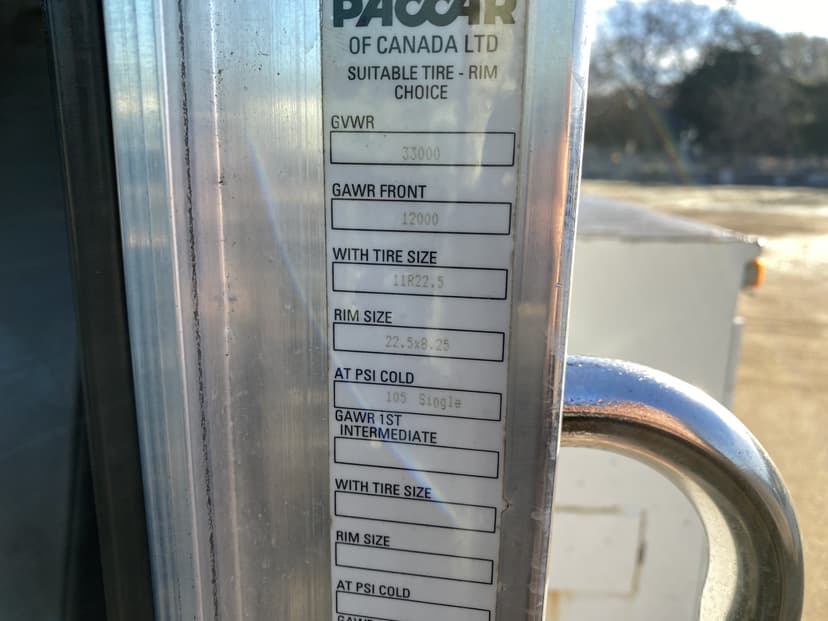 PACCAR
OF CANADA LTD
SUITABLE TIRE - RIM
CHOICE
GVWR
33000
GAWR FRONT
12000
WITH TIRE SIZE
11R22.5
RIM SIZE
22.5x8.25
AT PSI COLD
105 Single
GAWR 1ST
INTERMEDIATE
WITH TIRE SIZE
RIM SIZE
AT PSI COLD
GAWR